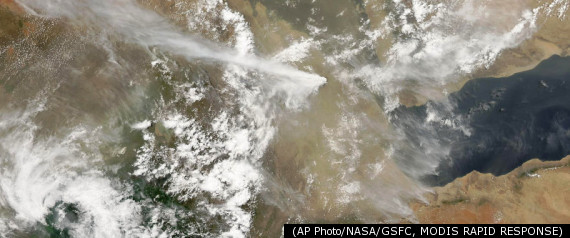 (AP Photo/NASA/GSFC, MODIS RAPID RESPONSE)